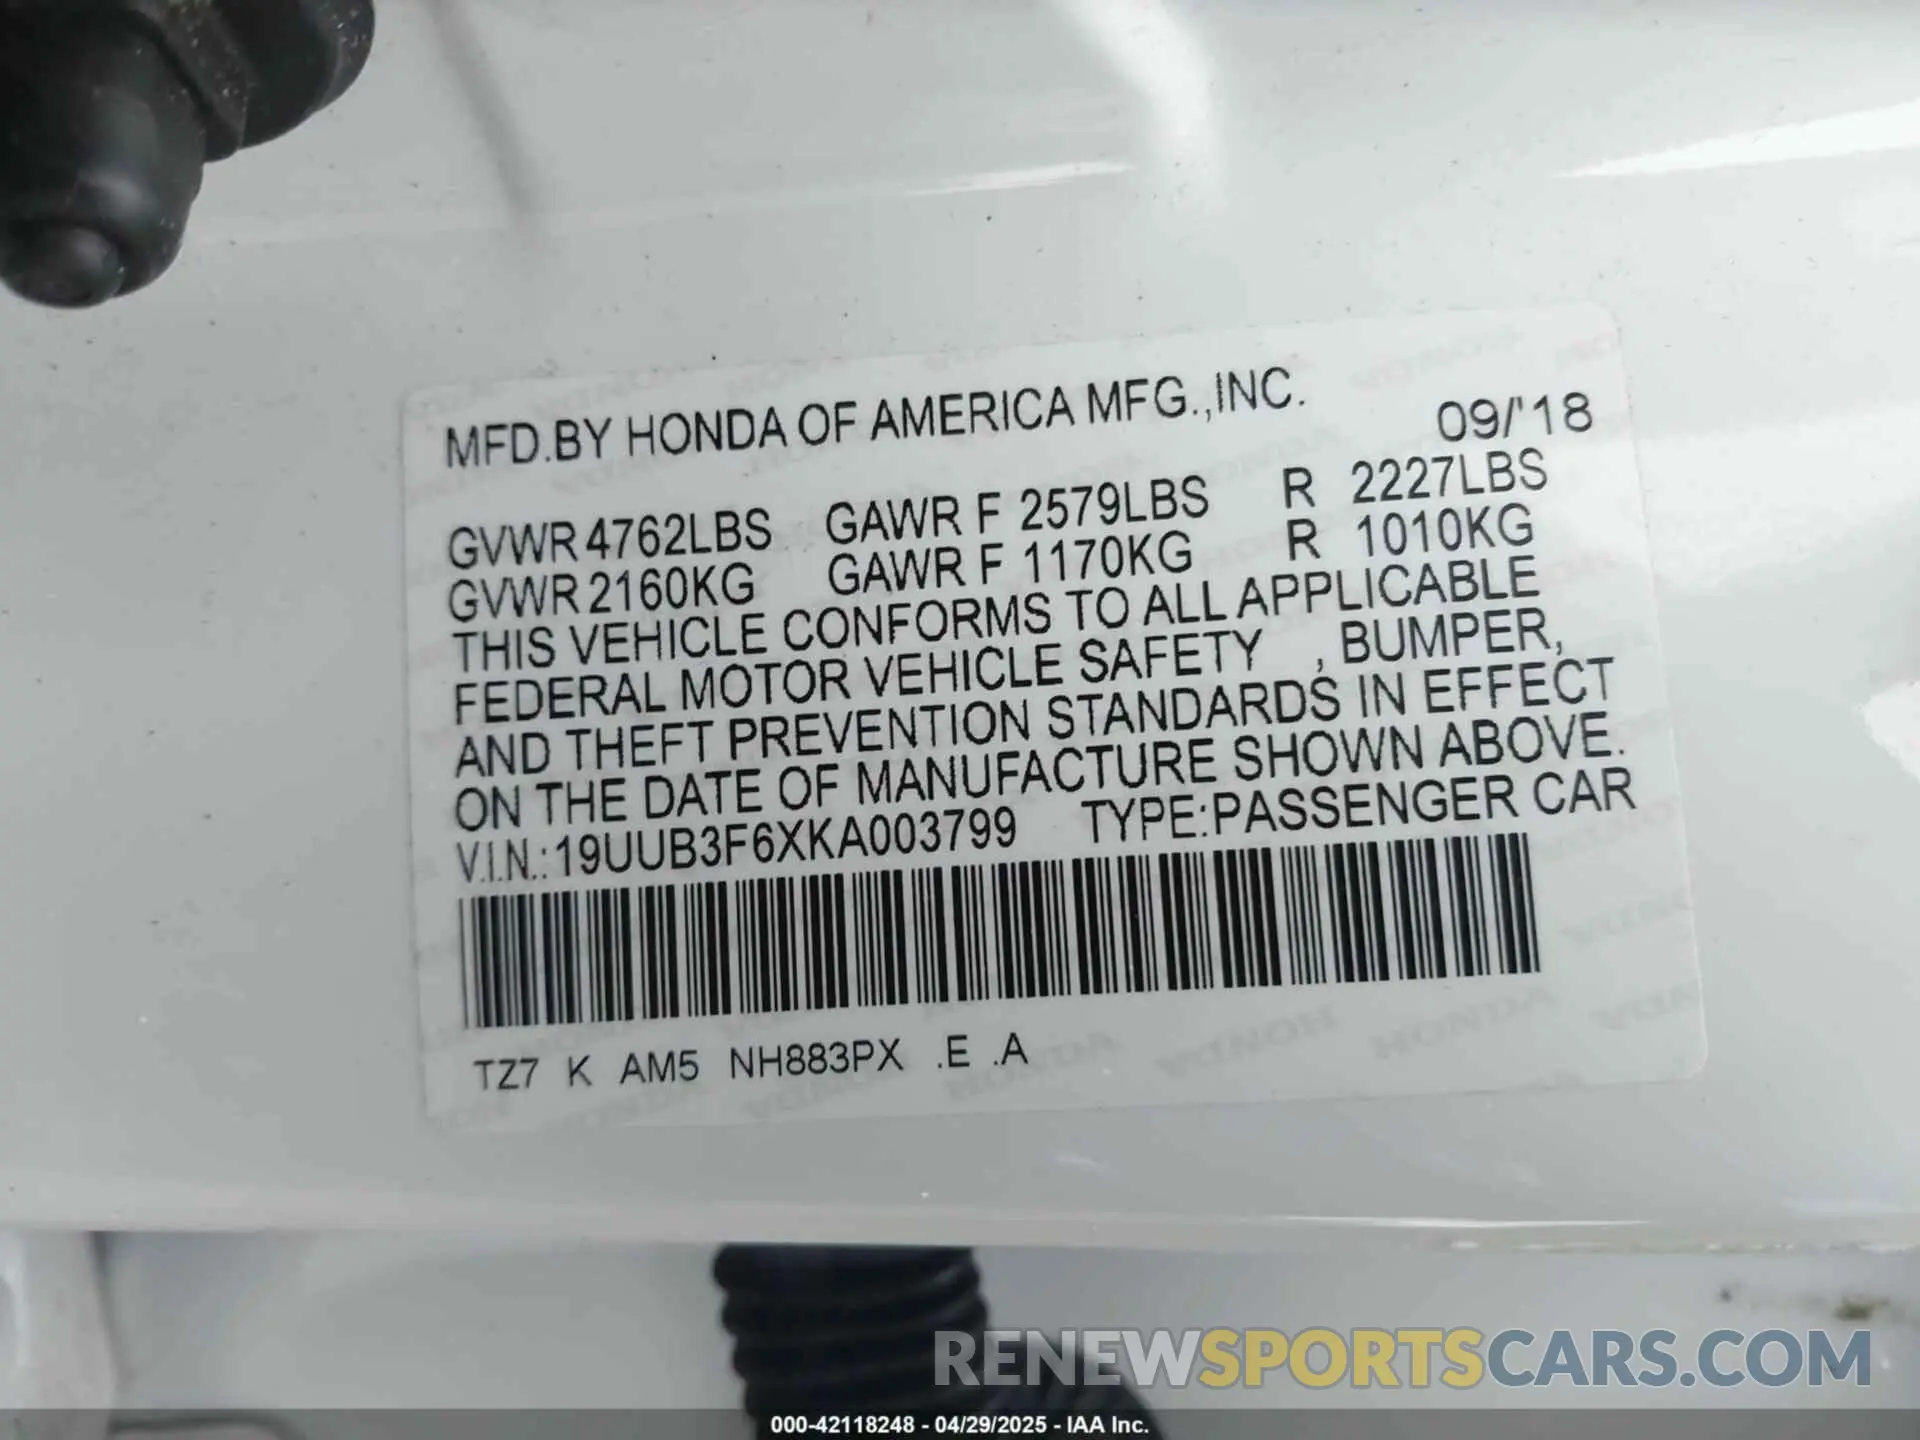 MFD.BY HONDA OF AMERICA MFG.,INC.
09/'18
GVWR 4762LBS GAWR F 2579LBS R 2227LBS
GVWR 2160KG GAWR F 1170KG R 1010KG
THIS VEHICLE CONFORMS TO ALL APPLICABLE
FEDERAL MOTOR VEHICLE SAFETY , BUMPER,
AND THEFT PREVENTION STANDARDS IN EFFECT
ON THE DATE OF MANUFACTURE SHOWN ABOVE.
V.I.N.:19UUB3F6XKA003799 TYPE:PASSENGER CAR
TZ7 K AM5 NH883PX .E .A
RENEWSPORTSCARS.COM
000-42118248 - 04/29/2025 - IAA Inc.